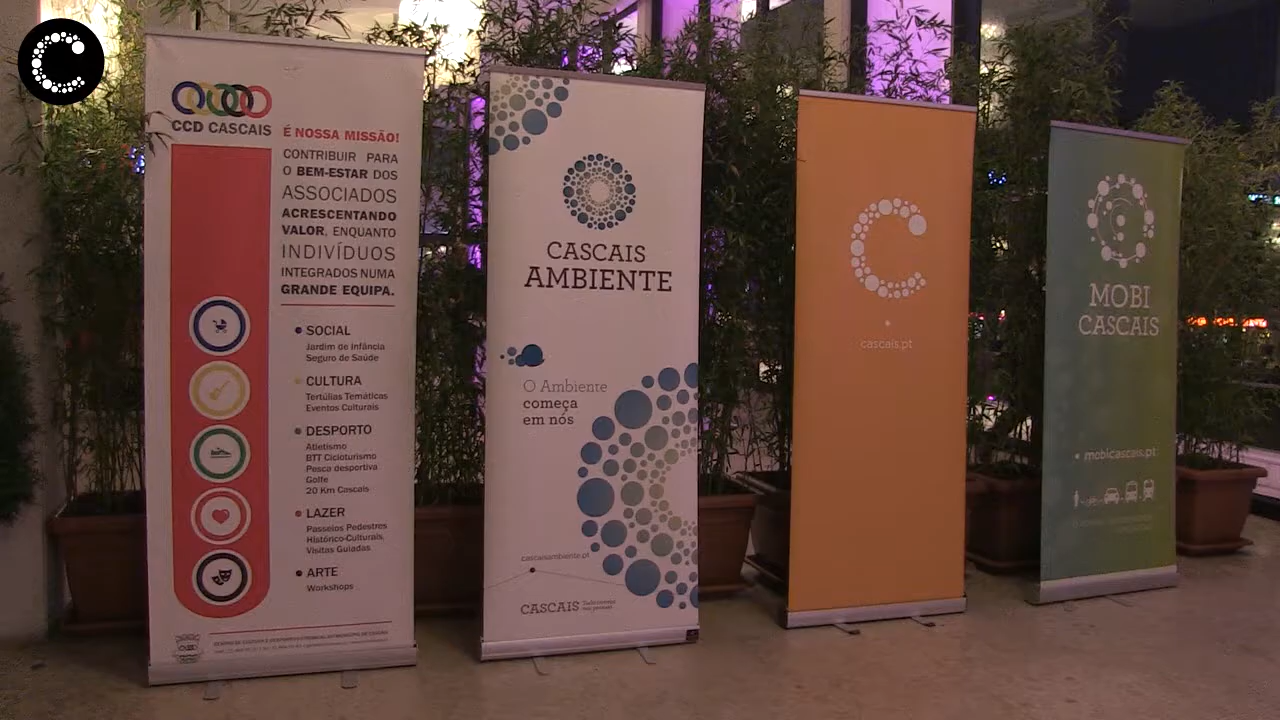 CCD CASCAIS
É NOSSA MISSÃO!
CONTRIBUIR PARA
O BEM-ESTAR DOS
ASSOCIADOS
ACRESCENTANDO
VALOR, ENQUANTO
INDIVÍDUOS
INTEGRADOS NUMA
GRANDE EQUIPA.
SOCIAL
Jardim de Infância
Seguro de Saúde
CULTURA
Tertúlias Temáticas
Eventos Culturais
DESPORTO
Atletismo
BTT Cicloturismo
Pesca desportiva
Golfe
20 Km Cascais
LAZER
Passeios Pedestres
Histórico-Culturais
Visitas Guiadas
ARTE
Workshops
CASCAIS
AMBIENTE
O Ambiente
começa
em nós
cascaisambiente.pt
CASCAIS
cascais.pt
MOBI
CASCAIS
mobicascais.pt